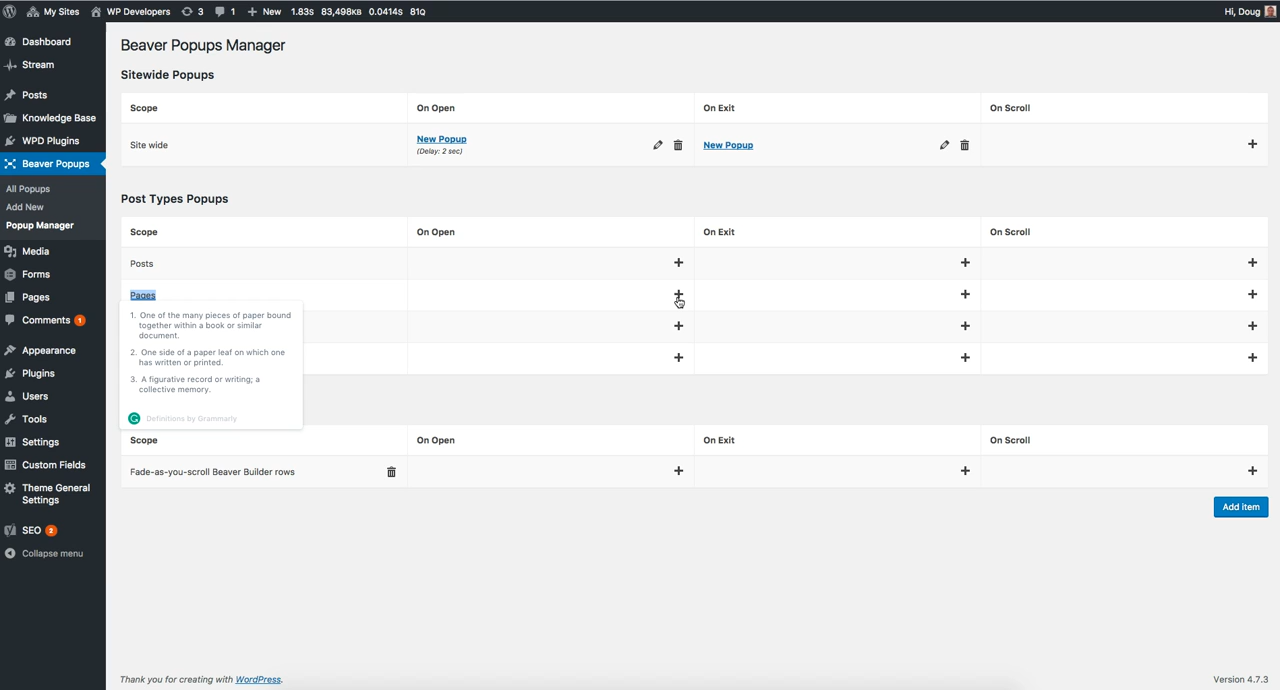 My Sites WP Developers 3 1 New 1.83s 83,498KB 0.0414s 81Q Hi, Doug
Dashboard
Stream
Posts
Knowledge Base
WPD Plugins
Beaver Popups
All Popups
Add New
Popup Manager
Media
Forms
Pages
Comments 1
Appearance
Plugins
Users
Tools
Settings
Custom Fields
Theme General
Settings
SEO 2
Collapse menu
Beaver Popups Manager
Sitewide Popups
Scope On Open On Exit On Scroll
Site wide New Popup New Popup
(Delay: 2 sec)
Post Types Popups
Scope On Open On Exit On Scroll
Posts
Pages
1. One of the many pieces of paper bound
together within a book or similar
document.
2. One side of a paper leaf on which one
has written or printed.
3. A figurative record or writing; a
collective memory.
Definitions by Grammarly
Scope On Open On Exit On Scroll
Fade-as-you-scroll Beaver Builder rows
Add item
Thank you for creating with WordPress. Version 4.7.3